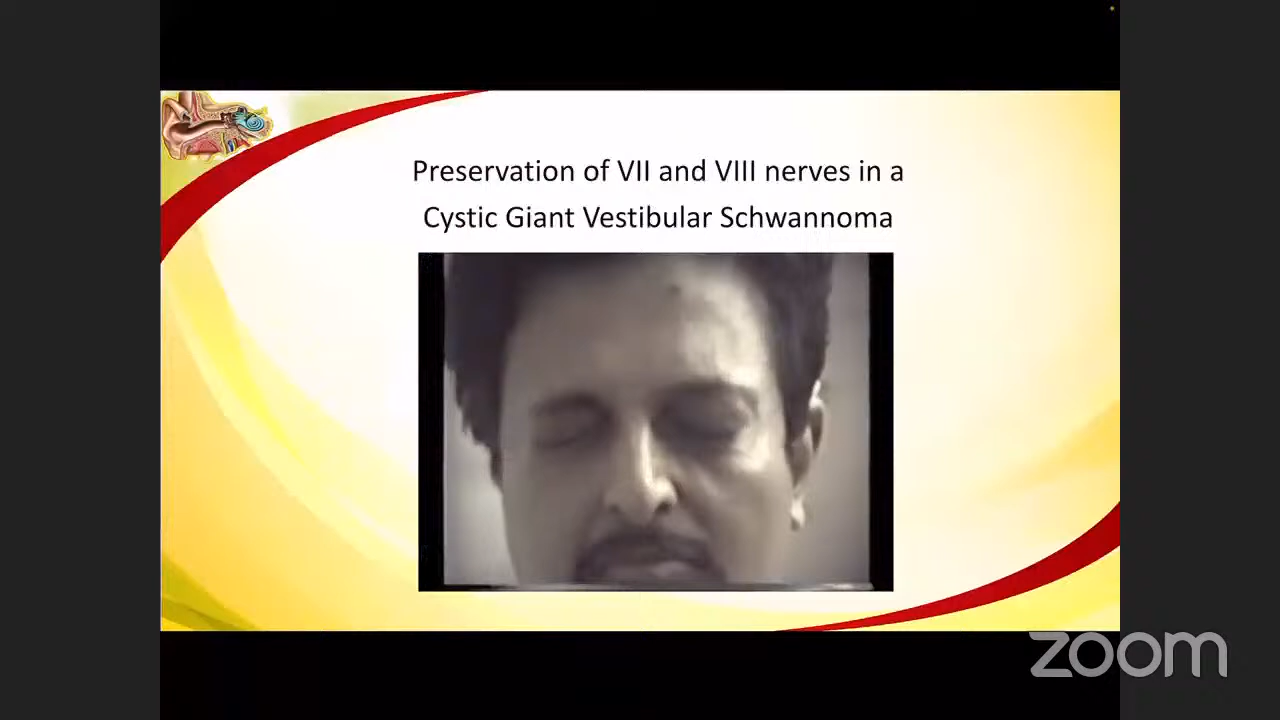 Preservation of VII and VIII nerves in a
Cystic Giant Vestibular Schwannoma
zoom